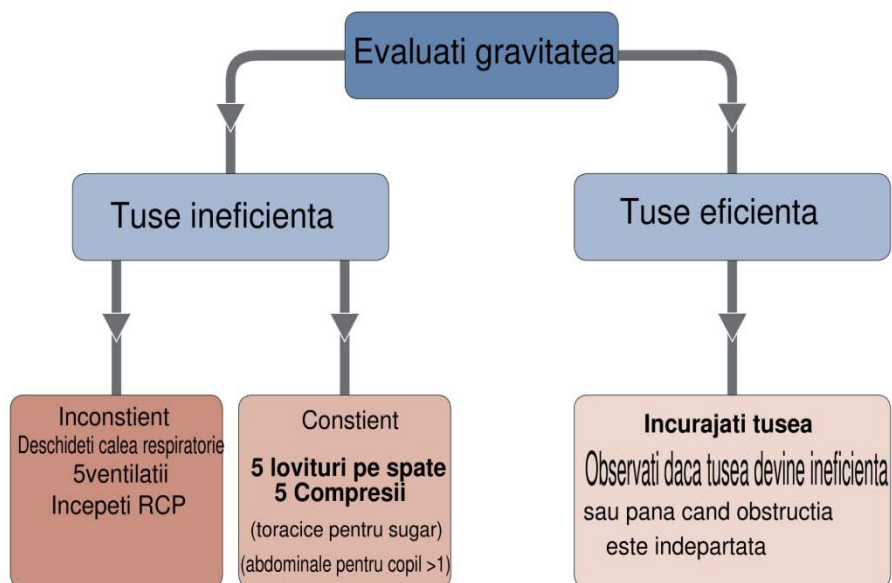 Evaluati gravitatea
Tuse ineficienta
Tuse eficienta
Inconstient
Deschideti calea respiratorie
5ventilatii
Incepeti RCP
Constient
5 lovituri pe spate
5 Compresii
(toracice pentru sugar)
(abdominale pentru copil >1)
Incurajati tusea
Observati daca tusea devine ineficienta
sau pana cand obstructia
este indepartata